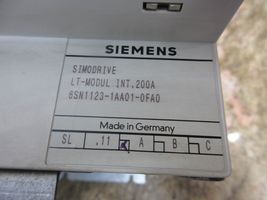 SIEMENS
SIMODRIVE
LT-MODUL INT.200A
6SN1123-1AA01-0FA0
Made in Germany
SL .11 A B C